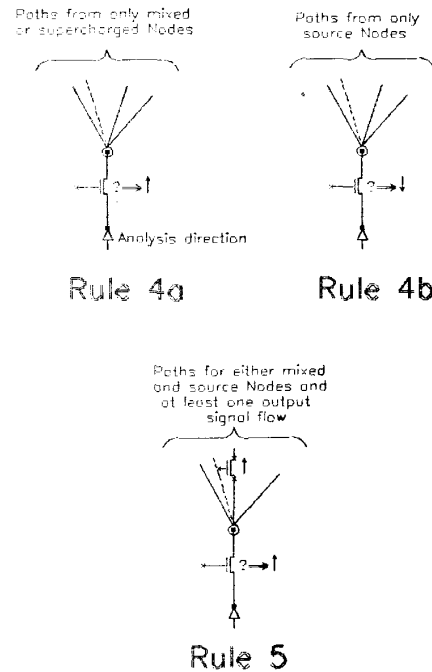 Paths from only mixed
or supercharged Nodes
?→↑
Analysis direction
Rule 4a
Paths from only
source Nodes
?→↓
Rule 4b
Paths for either mixed
and source Nodes and
at least one output
signal flow
↑
?→↑
Rule 5